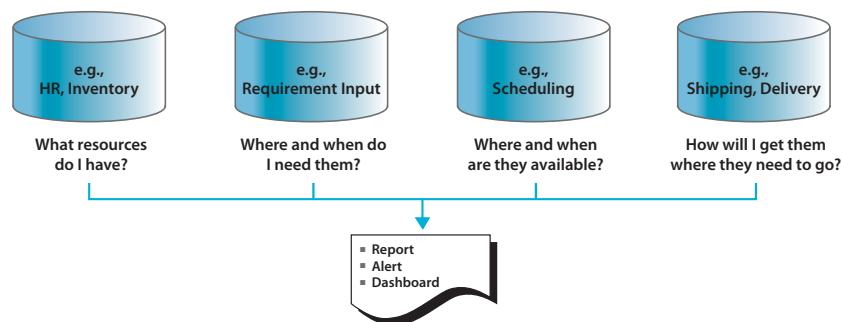 e.g.,
HR, Inventory
e.g.,
Requirement Input
e.g.,
Scheduling
e.g.,
Shipping, Delivery
What resources
do I have?
Where and when do
I need them?
Where and when
are they available?
How will I get them
where they need to go?
Report
Alert
Dashboard